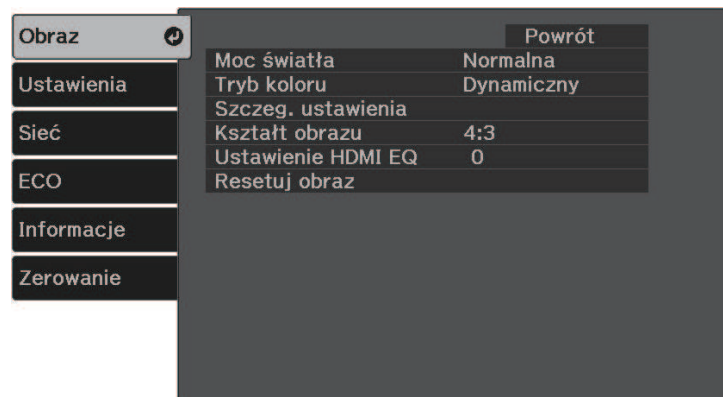 Obraz
Ustawienia
Sieć
ECO
Informacje
Zerowanie
Powrót
Moc światła Normalna
Tryb koloru Dynamiczny
Szczeg. ustawienia
Kształt obrazu 4:3
Ustawienie HDMI EQ 0
Resetuj obraz